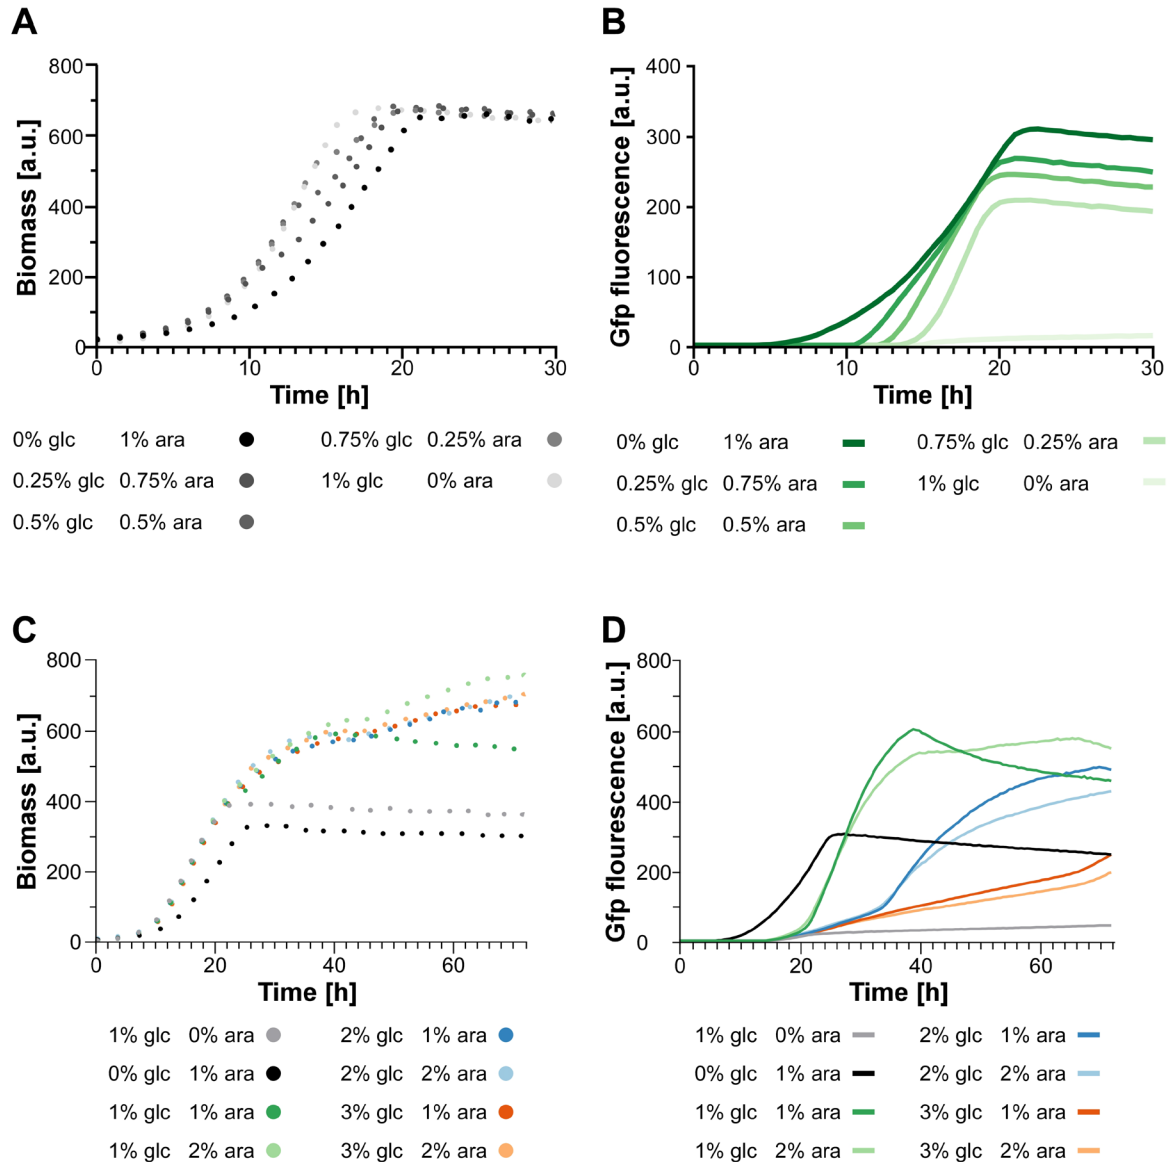 A
B
800
600
400
200
0
Biomass [a.u.]
0
10
20
30
Time [h]
400
300
200
100
0
Gfp fluorescence [a.u.]
0
10
20
30
Time [h]
0% glc 1% ara
0.75% glc 0.25% ara
0.25% glc 0.75% ara
1% glc 0% ara
0.5% glc 0.5% ara
0% glc 1% ara
0.75% glc 0.25% ara
0.25% glc 0.75% ara
1% glc 0% ara
0.5% glc 0.5% ara
C
D
800
600
400
200
0
Biomass [a.u.]
0
20
40
60
Time [h]
800
600
400
200
0
Gfp flourescence [a.u.]
0
20
40
60
Time [h]
1% glc 0% ara
2% glc 1% ara
0% glc 1% ara
2% glc 2% ara
1% glc 1% ara
3% glc 1% ara
1% glc 2% ara
3% glc 2% ara
1% glc 0% ara
2% glc 1% ara
0% glc 1% ara
2% glc 2% ara
1% glc 1% ara
3% glc 1% ara
1% glc 2% ara
3% glc 2% ara